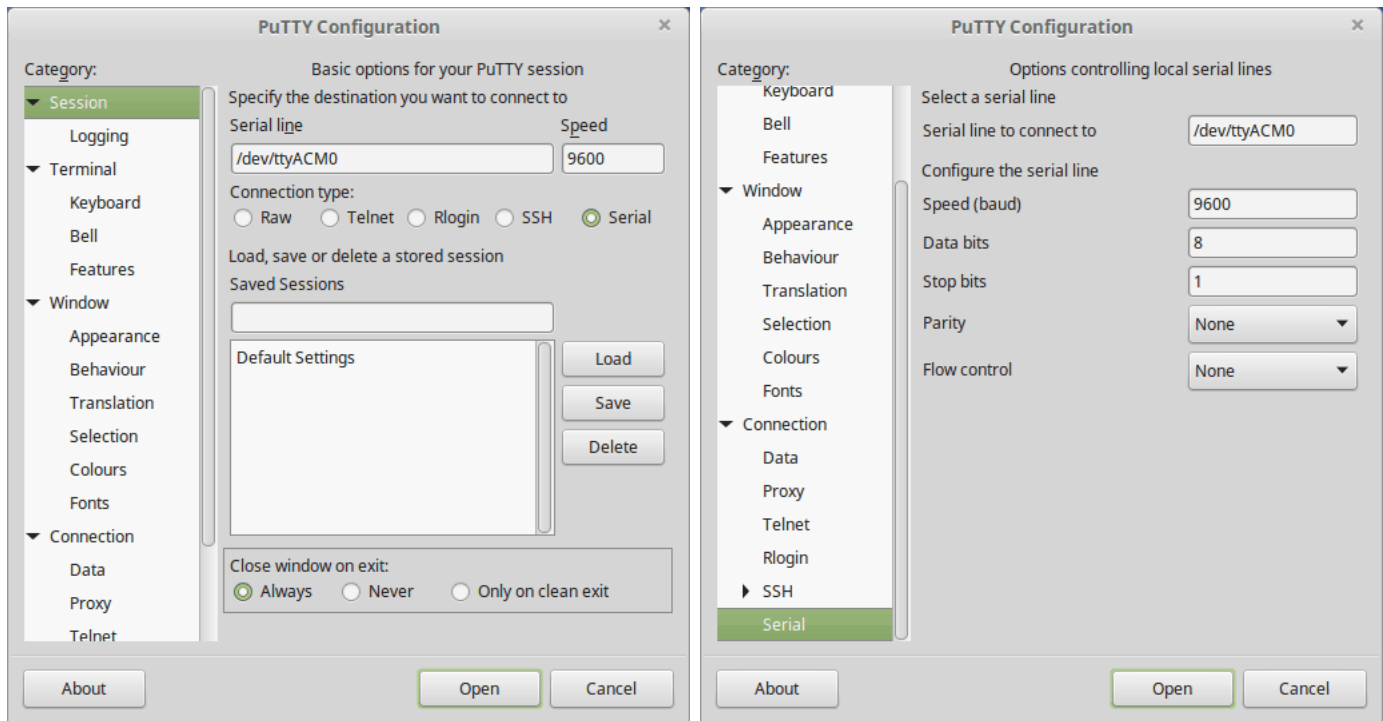 PuTTY Configuration
Category:
Session
Logging
Terminal
Keyboard
Bell
Features
Window
Appearance
Behaviour
Translation
Selection
Colours
Fonts
Connection
Data
Proxy
Telnet
Basic options for your PuTTY session
Specify the destination you want to connect to
Serial line Speed
/dev/ttyACM0 9600
Connection type:
Raw Telnet Rlogin SSH Serial
Load, save or delete a stored session
Saved Sessions
Default Settings
Load
Save
Delete
Close window on exit:
Always Never Only on clean exit
About Open Cancel
PuTTY Configuration
Category:
Keyboard
Bell
Features
Window
Appearance
Behaviour
Translation
Selection
Colours
Fonts
Connection
Data
Proxy
Telnet
Rlogin
SSH
Serial
Options controlling local serial lines
Select a serial line
Serial line to connect to /dev/ttyACM0
Configure the serial line
Speed (baud) 9600
Data bits 8
Stop bits 1
Parity None
Flow control None
About Open Cancel